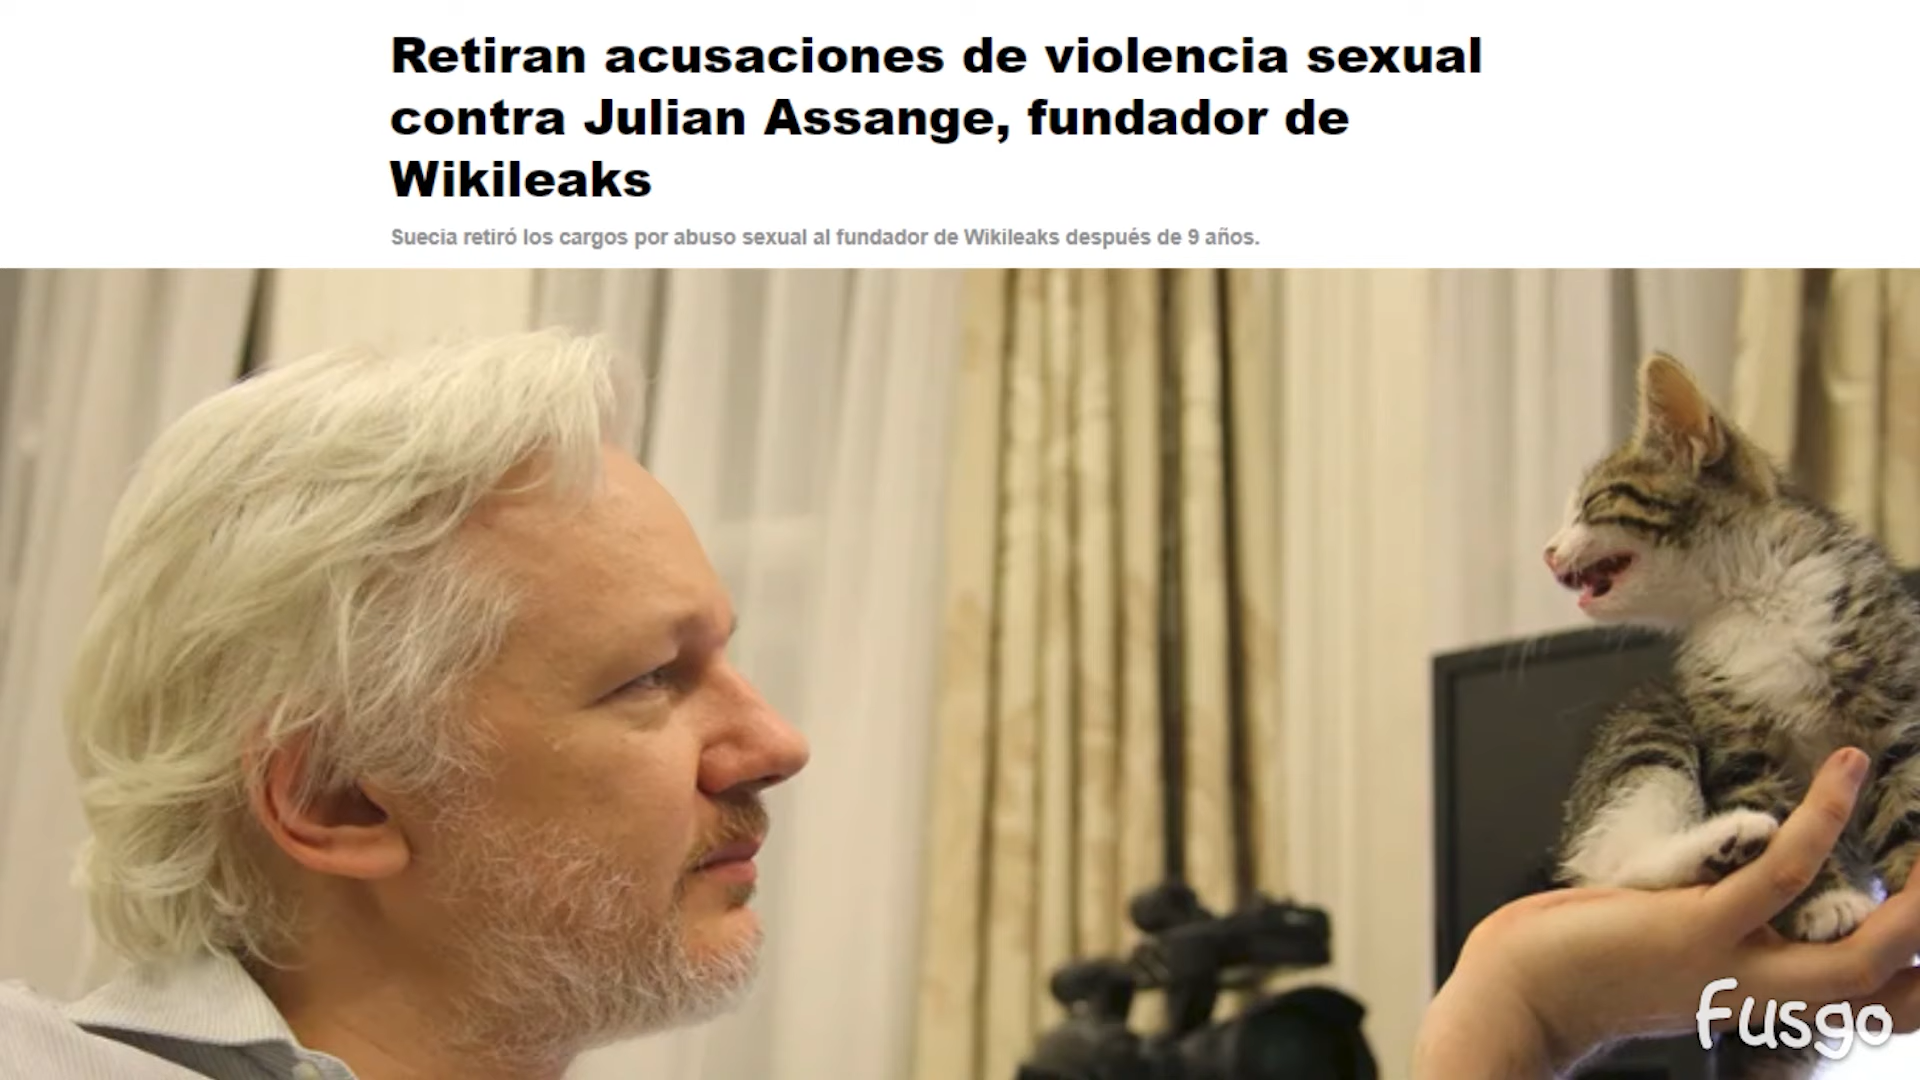 Retiran acusaciones de violencia sexual
contra Julian Assange, fundador de
Wikileaks
Suecia retiró los cargos por abuso sexual al fundador de Wikileaks después de 9 años.
Fusgo